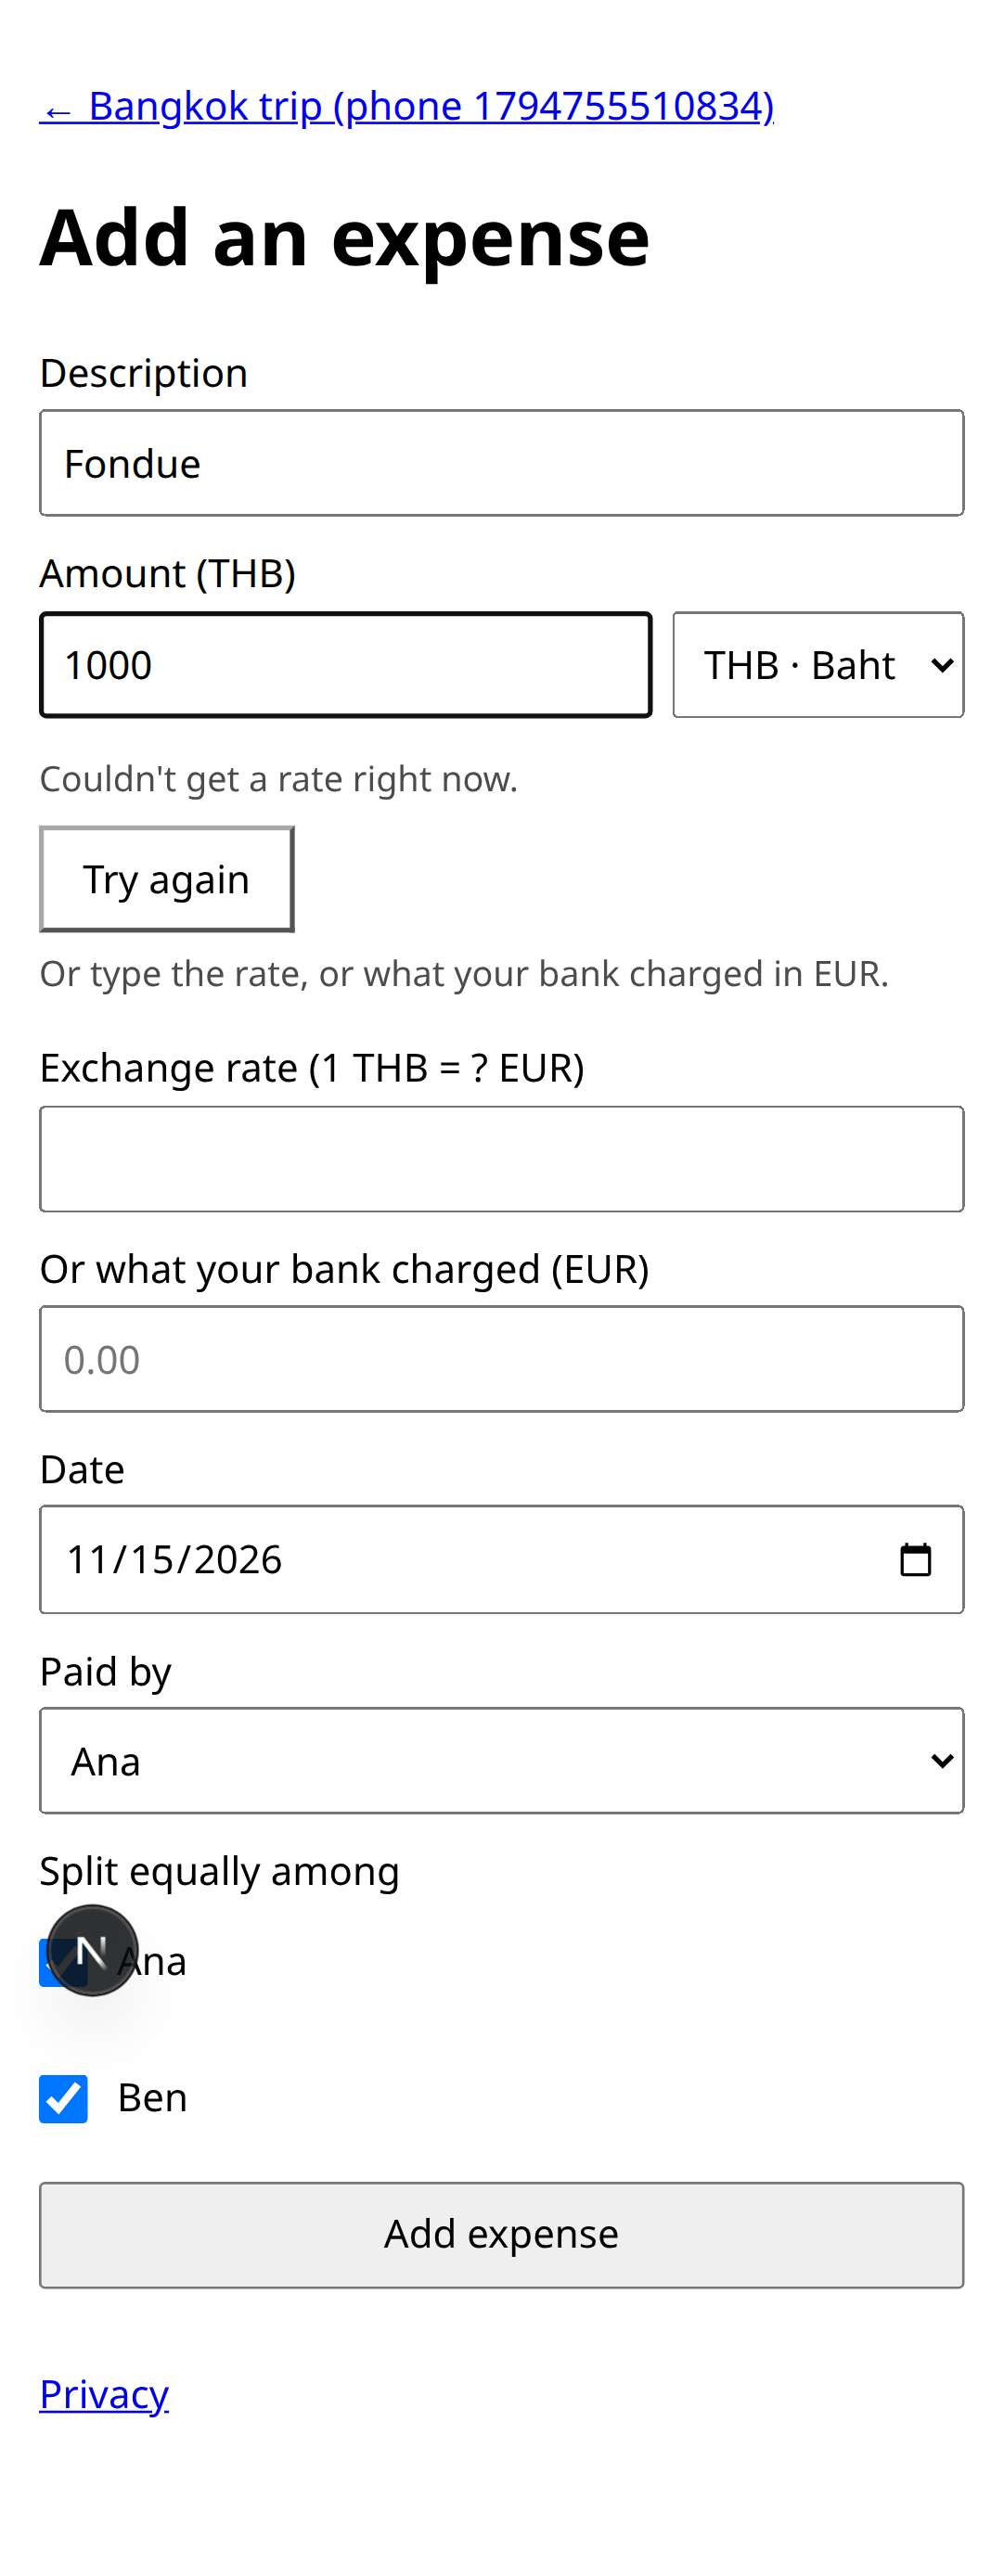 ← Bangkok trip (phone 1794755510834)
Add an expense
Description
Fondue
Amount (THB)
1000
THB · Baht
Couldn't get a rate right now.
Try again
Or type the rate, or what your bank charged in EUR.
Exchange rate (1 THB = ? EUR)
Or what your bank charged (EUR)
0.00
Date
11/15/2026
Paid by
Ana
Split equally among
N
Ana
Ben
Add expense
Privacy